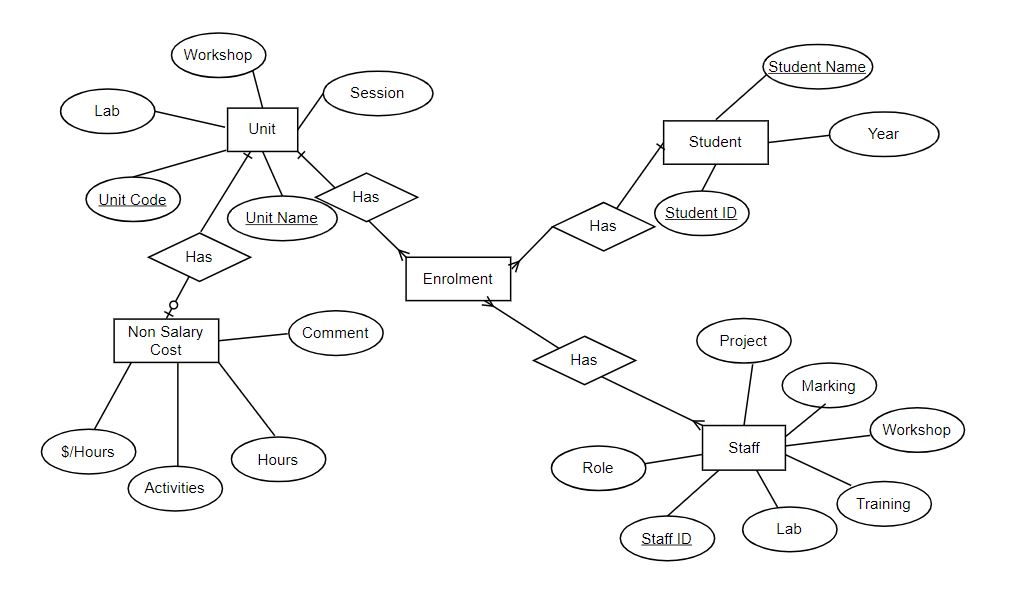 Workshop
Student Name
Session
Lab
Unit
Year
Student
Unit Code
Has
Student ID
Unit Name
Has
Has
Enrolment
Non Salary
Cost
Comment
Project
Has
Marking
Workshop
$/Hours
Hours
Staff
Role
Activities
Training
Lab
Staff ID